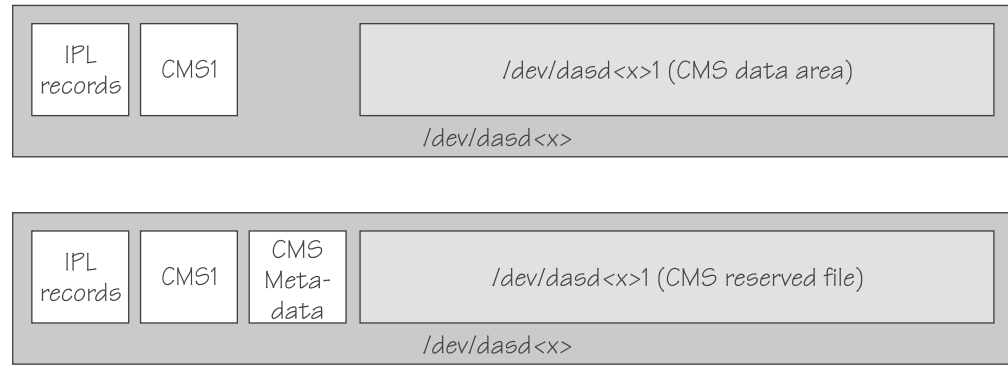 IPL
records
CMS1
/dev/dasd<x>1 (CMS data area)
/dev/dasd<x>
IPL
records
CMS1
CMS
Meta-
data
/dev/dasd<x>1 (CMS reserved file)
/dev/dasd<x>